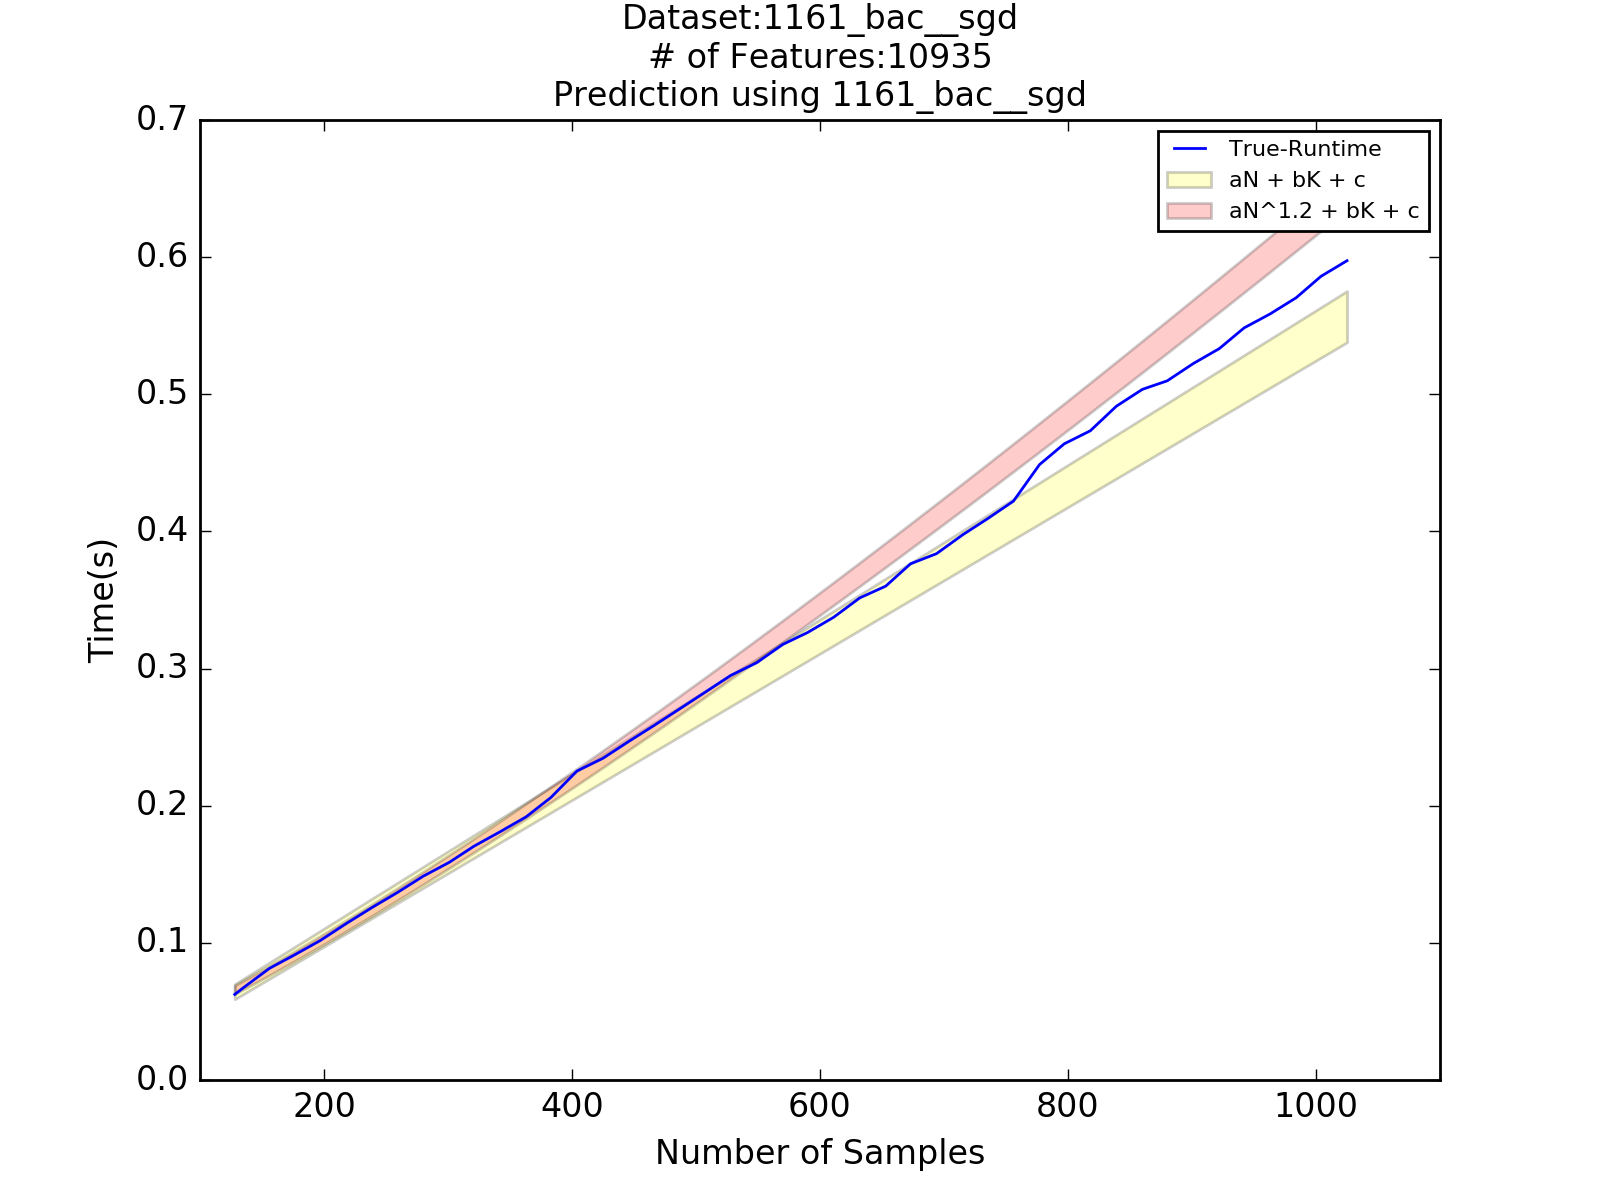 Dataset:1161_bac__sgd
# of Features:10935
Prediction using 1161_bac__sgd
True-Runtime
aN + bK + c
aN^1.2 + bK + c
0.7
0.6
0.5
0.4
0.3
0.2
0.1
0.0
Time(s)
200 400 600 800 1000
Number of Samples